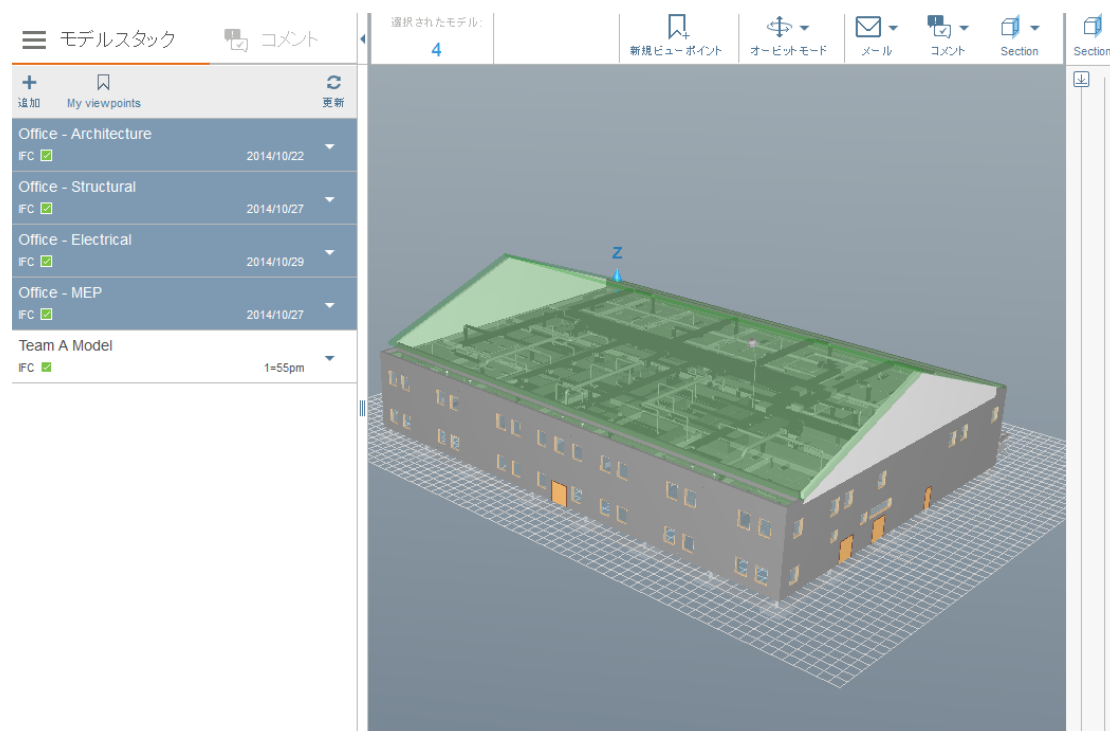 モデルスタック
コメント
追加
My viewpoints
更新
Office - Architecture
IFC
2014/10/22
Office - Structural
IFC
2014/10/27
Office - Electrical
IFC
2014/10/29
Office - MEP
IFC
2014/10/27
Team A Model
IFC
1=55pm
選択されたモデル:
4
新規ビューポイント
オービットモード
メール
コメント
Section
Section
Z